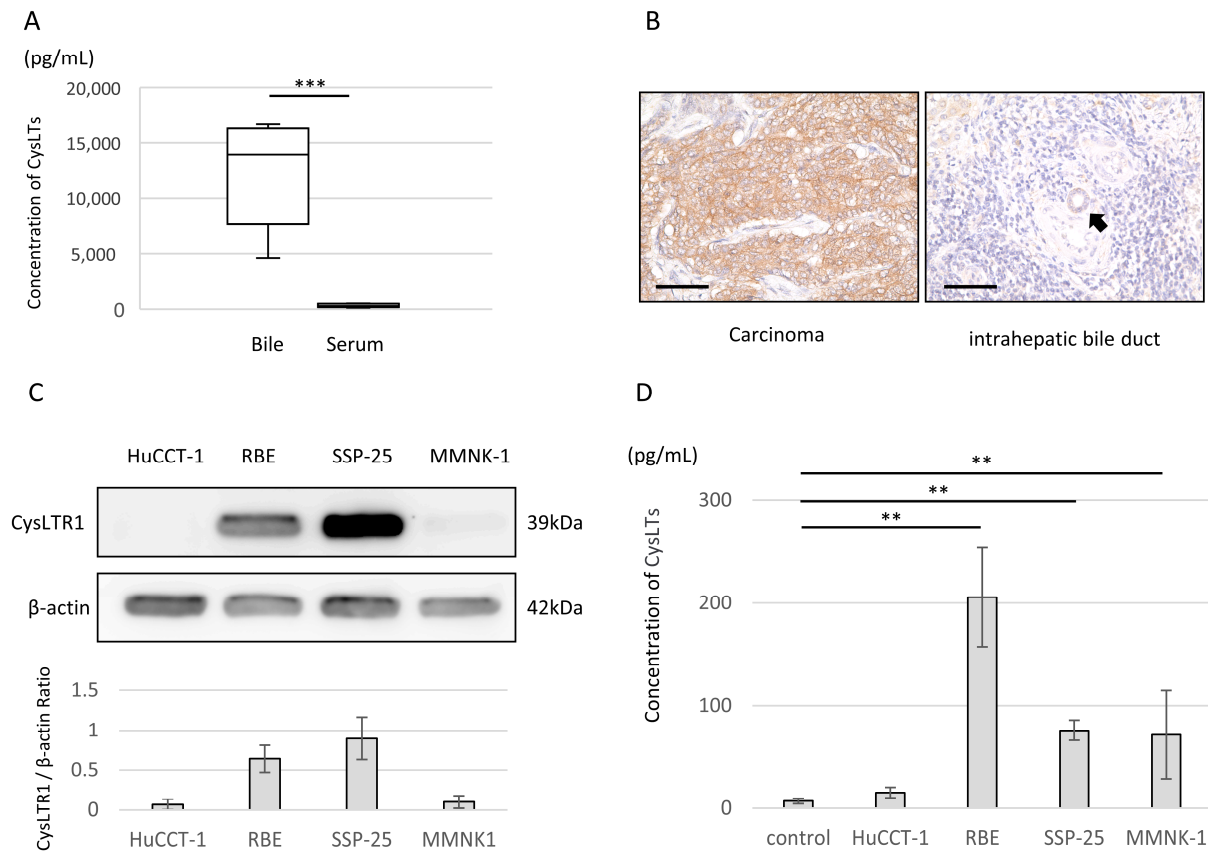 A
(pg/mL)
Concentration of CysLTs
20,000
15,000
10,000
5,000
0
***
Bile
Serum
B
Carcinoma
intrahepatic bile duct
C
HuCCT-1
RBE
SSP-25
MMNK-1
CysLTR1
39kDa
β-actin
42kDa
CysLTR1 / β-actin Ratio
1.5
1
0.5
0
HuCCT-1
RBE
SSP-25
MMNK1
D
(pg/mL)
Concentration of CysLTs
300
200
100
0
**
**
**
control
HuCCT-1
RBE
SSP-25
MMNK-1